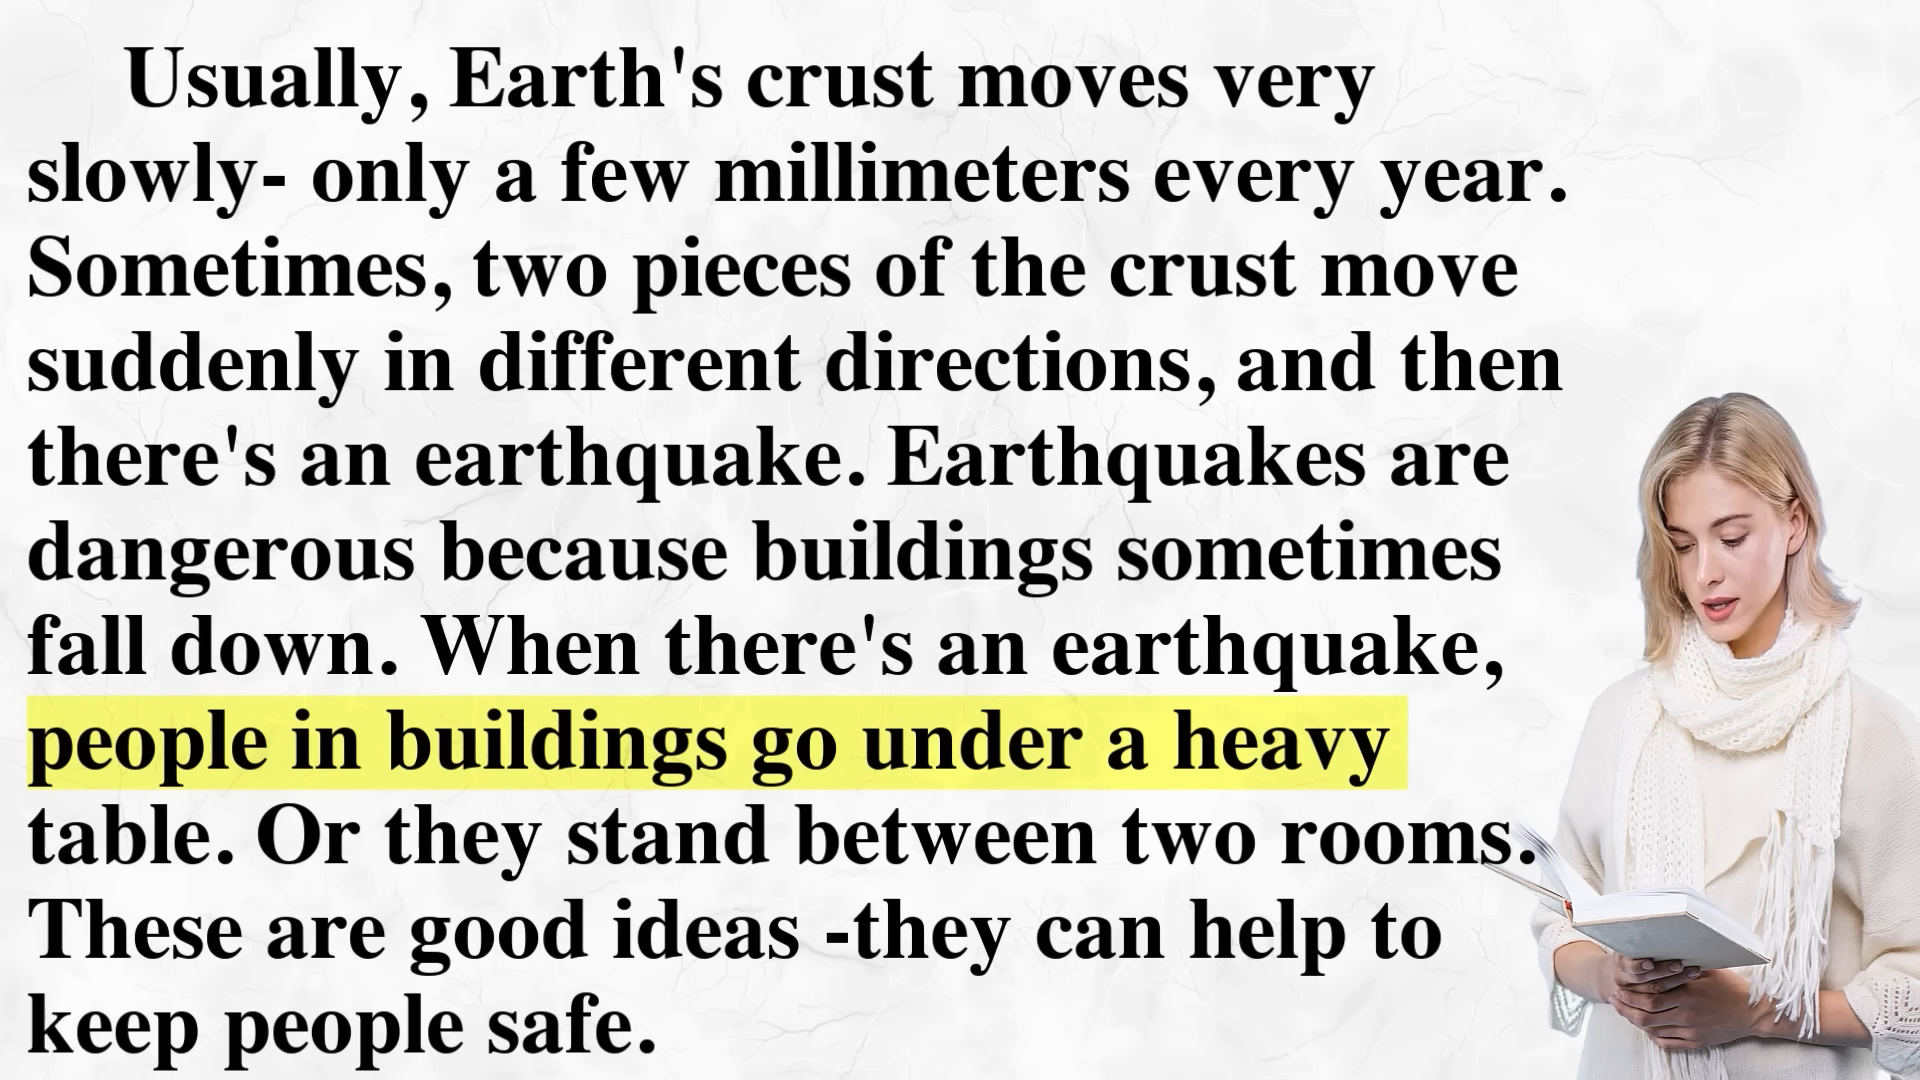 Usually, Earth's crust moves very
slowly- only a few millimeters every year.
Sometimes, two pieces of the crust move
suddenly in different directions, and then
there's an earthquake. Earthquakes are
dangerous because buildings sometimes
fall down. When there's an earthquake,
people in buildings go under a heavy
table. Or they stand between two rooms.
These are good ideas -they can help to
keep people safe.